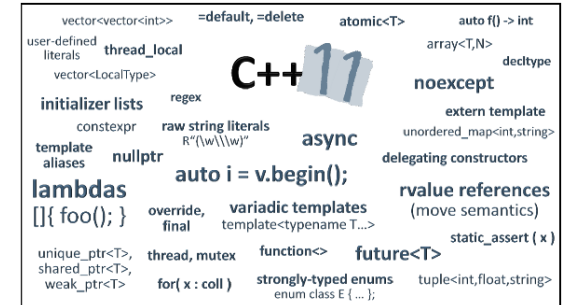 vector<vector<int>>
=default, =delete
atomic<T>
auto f() -> int
user-defined
literals
thread_local
array<T,N>
decltype
vector<LocalType>
C++11
noexcept
initializer lists
regex
extern template
constexpr
raw string literals
R"(\w\\\w)"
async
unordered_map<int,string>
template
aliases
nullptr
delegating constructors
auto i = v.begin();
lambdas
[]{ foo(); }
rvalue references
(move semantics)
override,
final
variadic templates
template<typename T...>
static_assert ( x )
unique_ptr<T>,
shared_ptr<T>,
weak_ptr<T>
thread, mutex
function<>
future<T>
for( x : coll )
strongly-typed enums
enum class E { ... };
tuple<int,float,string>